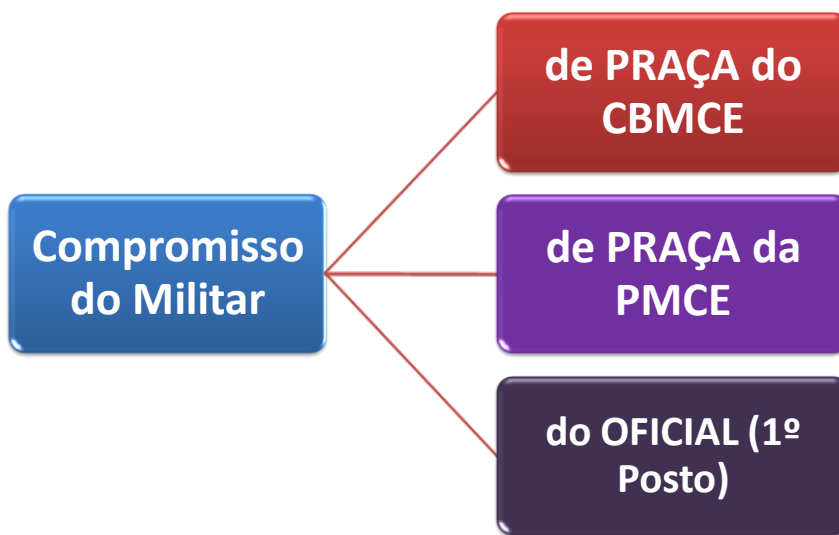 de PRAÇA do
CBMCE
Compromisso
do Militar
de PRAÇA da
PMCE
do OFICIAL (1º
Posto)